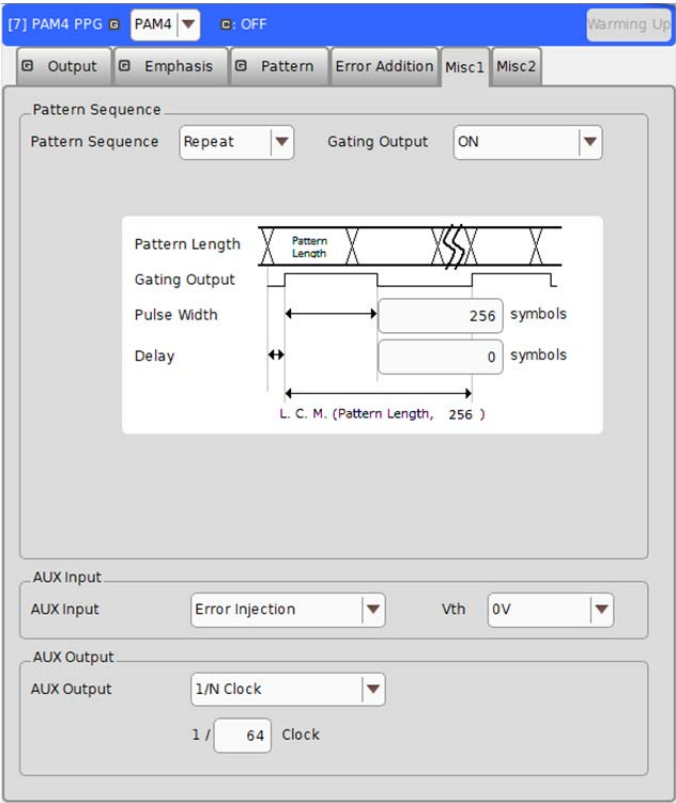 [7] PAM4 PPG G PAM4 C: OFF Warming Up
G Output G Emphasis G Pattern Error Addition Misc1 Misc2
Pattern Sequence
Pattern Sequence Repeat Gating Output ON
Pattern Length Pattern Length
Gating Output
Pulse Width 256 symbols
Delay 0 symbols
L. C. M. (Pattern Length, 256 )
AUX Input
AUX Input Error Injection Vth 0V
AUX Output
AUX Output 1/N Clock
1 / 64 Clock